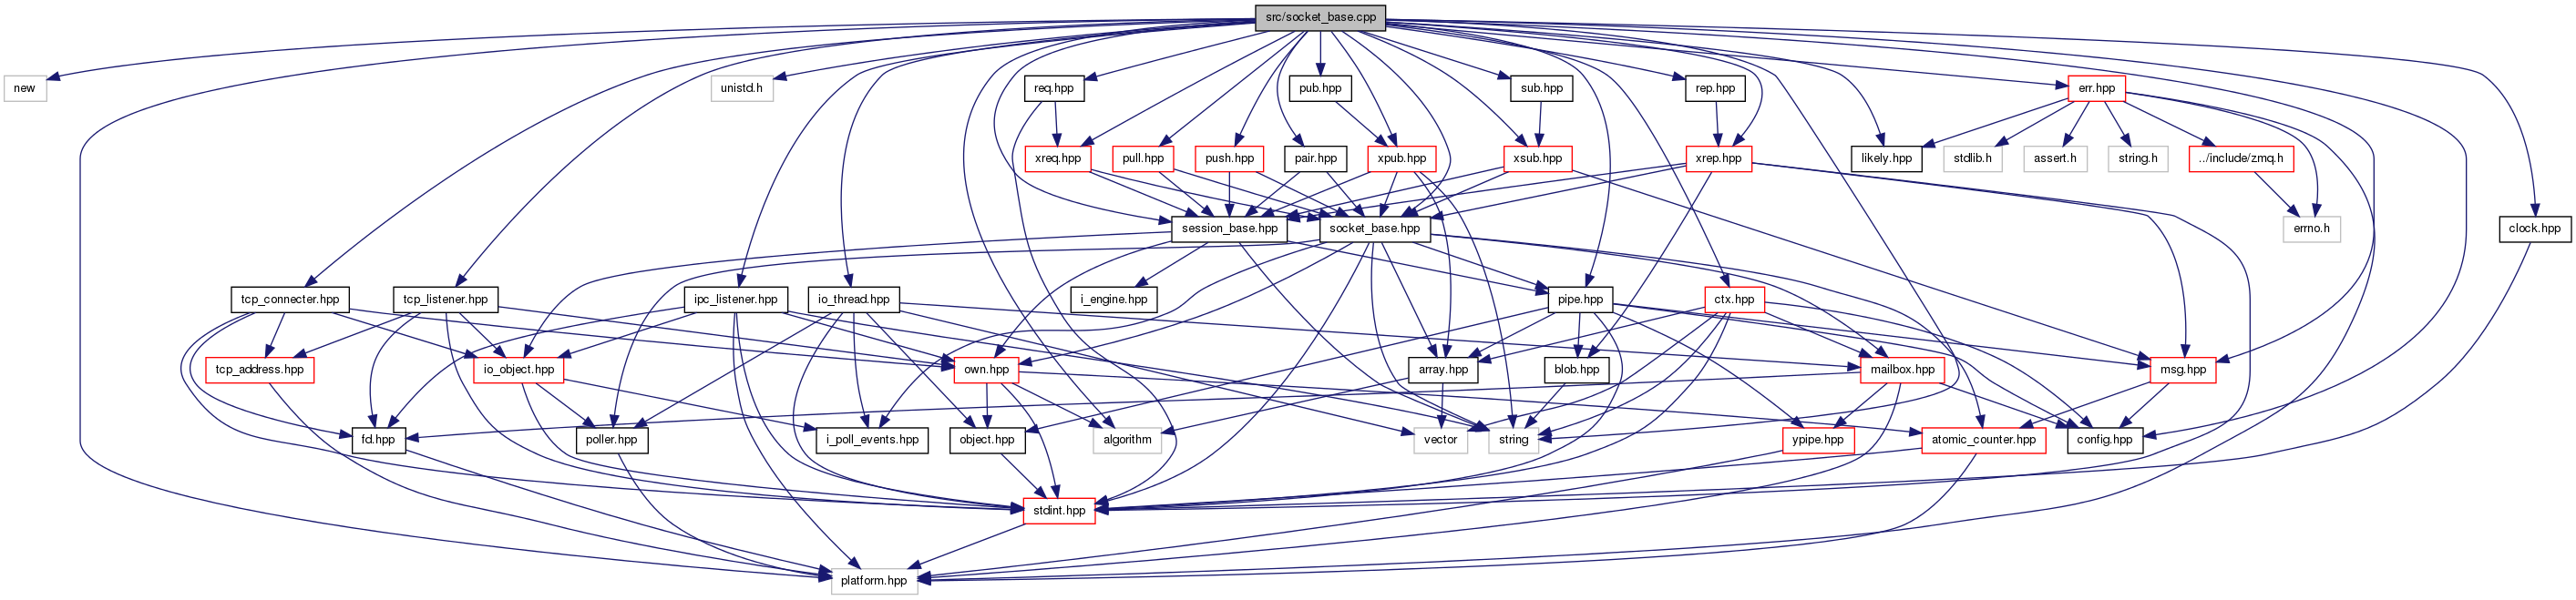 src/socket_base.cpp
new
unistd.h
req.hpp
pub.hpp
sub.hpp
rep.hpp
err.hpp
xreq.hpp
pull.hpp
push.hpp
pair.hpp
xpub.hpp
xsub.hpp
xrep.hpp
likely.hpp
stdlib.h
assert.h
string.h
../include/zmq.h
session_base.hpp
socket_base.hpp
errno.h
clock.hpp
tcp_connecter.hpp
tcp_listener.hpp
ipc_listener.hpp
io_thread.hpp
i_engine.hpp
pipe.hpp
ctx.hpp
tcp_address.hpp
io_object.hpp
own.hpp
array.hpp
blob.hpp
mailbox.hpp
msg.hpp
fd.hpp
poller.hpp
i_poll_events.hpp
object.hpp
algorithm
vector
string
ypipe.hpp
atomic_counter.hpp
config.hpp
stdint.hpp
platform.hpp